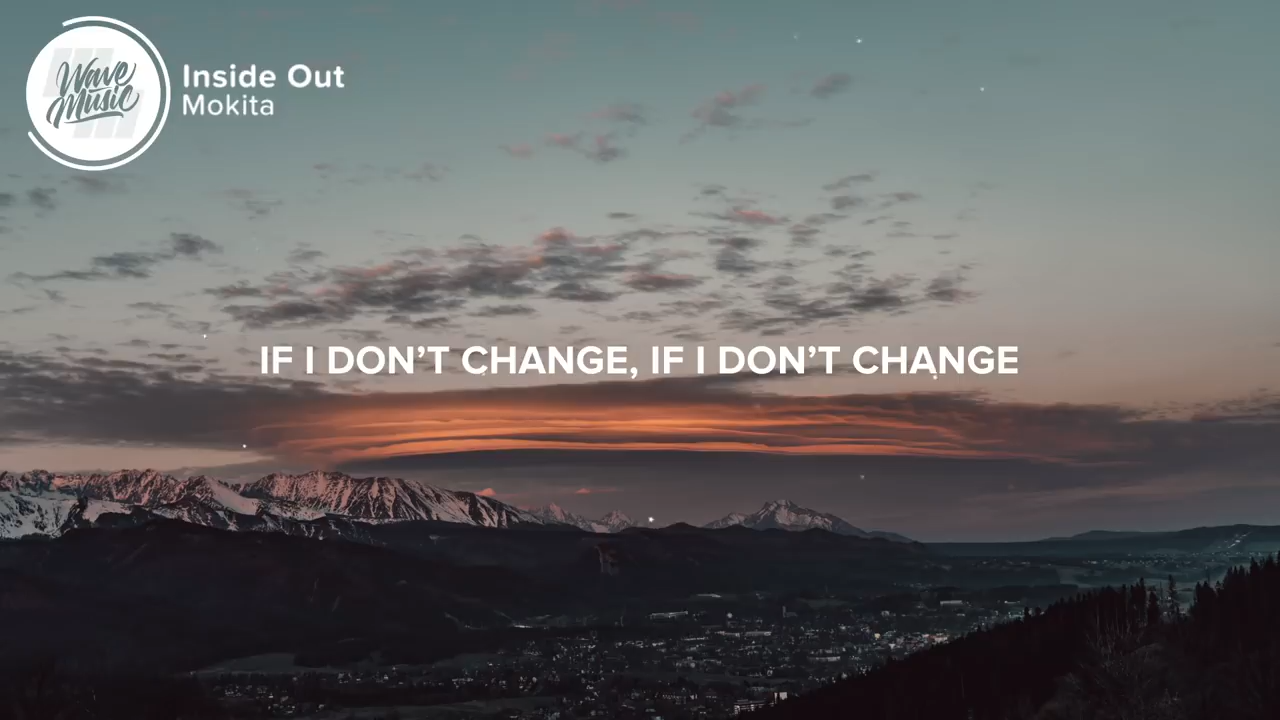 Wave
Music
Inside Out
Mokita
IF I DON’T CHANGE, IF I DON’T CHANGE